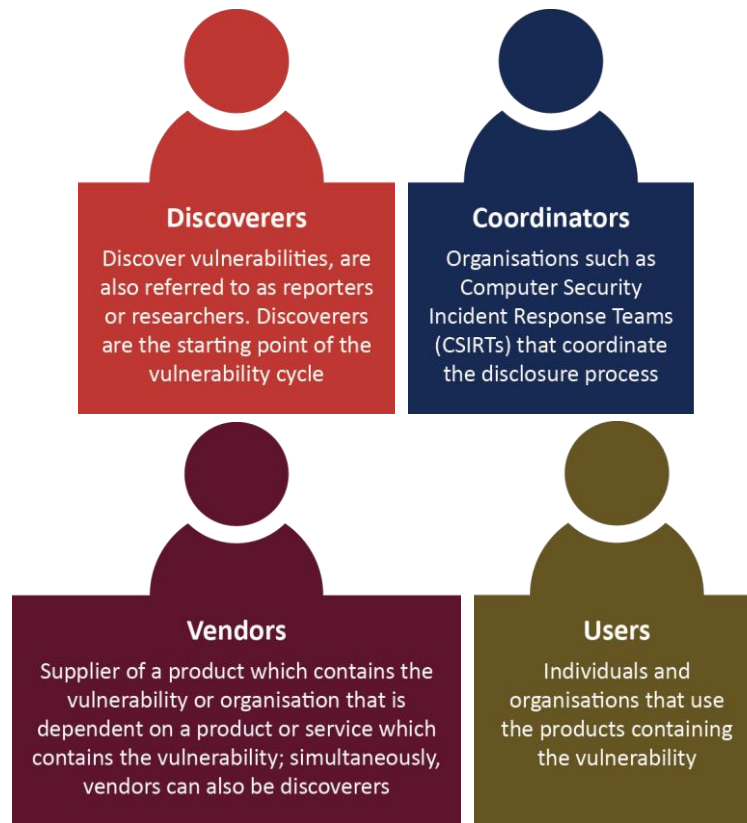 Discoverers
Discover vulnerabilities, are
also referred to as reporters
or researchers. Discoverers
are the starting point of the
vulnerability cycle
Coordinators
Organisations such as
Computer Security
Incident Response Teams
(CSIRTs) that coordinate
the disclosure process
Vendors
Supplier of a product which contains the
vulnerability or organisation that is
dependent on a product or service which
contains the vulnerability; simultaneously,
vendors can also be discoverers
Users
Individuals and
organisations that use
the products containing
the vulnerability